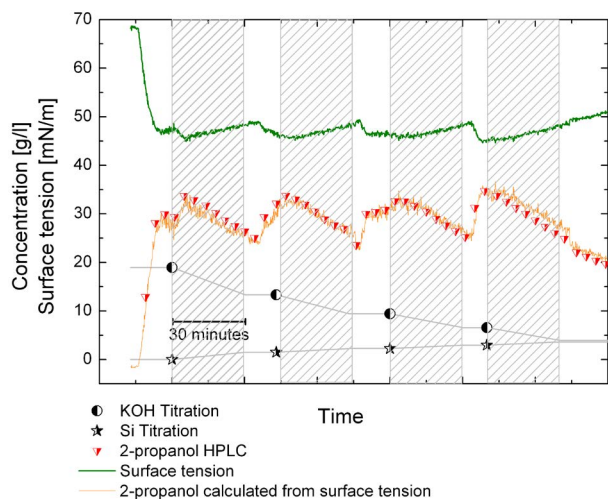 70
60
50
40
30
20
10
0
Concentration [g/l]
Surface tension [mN/m]
30 minutes
Time
KOH Titration
Si Titration
2-propanol HPLC
Surface tension
2-propanol calculated from surface tension